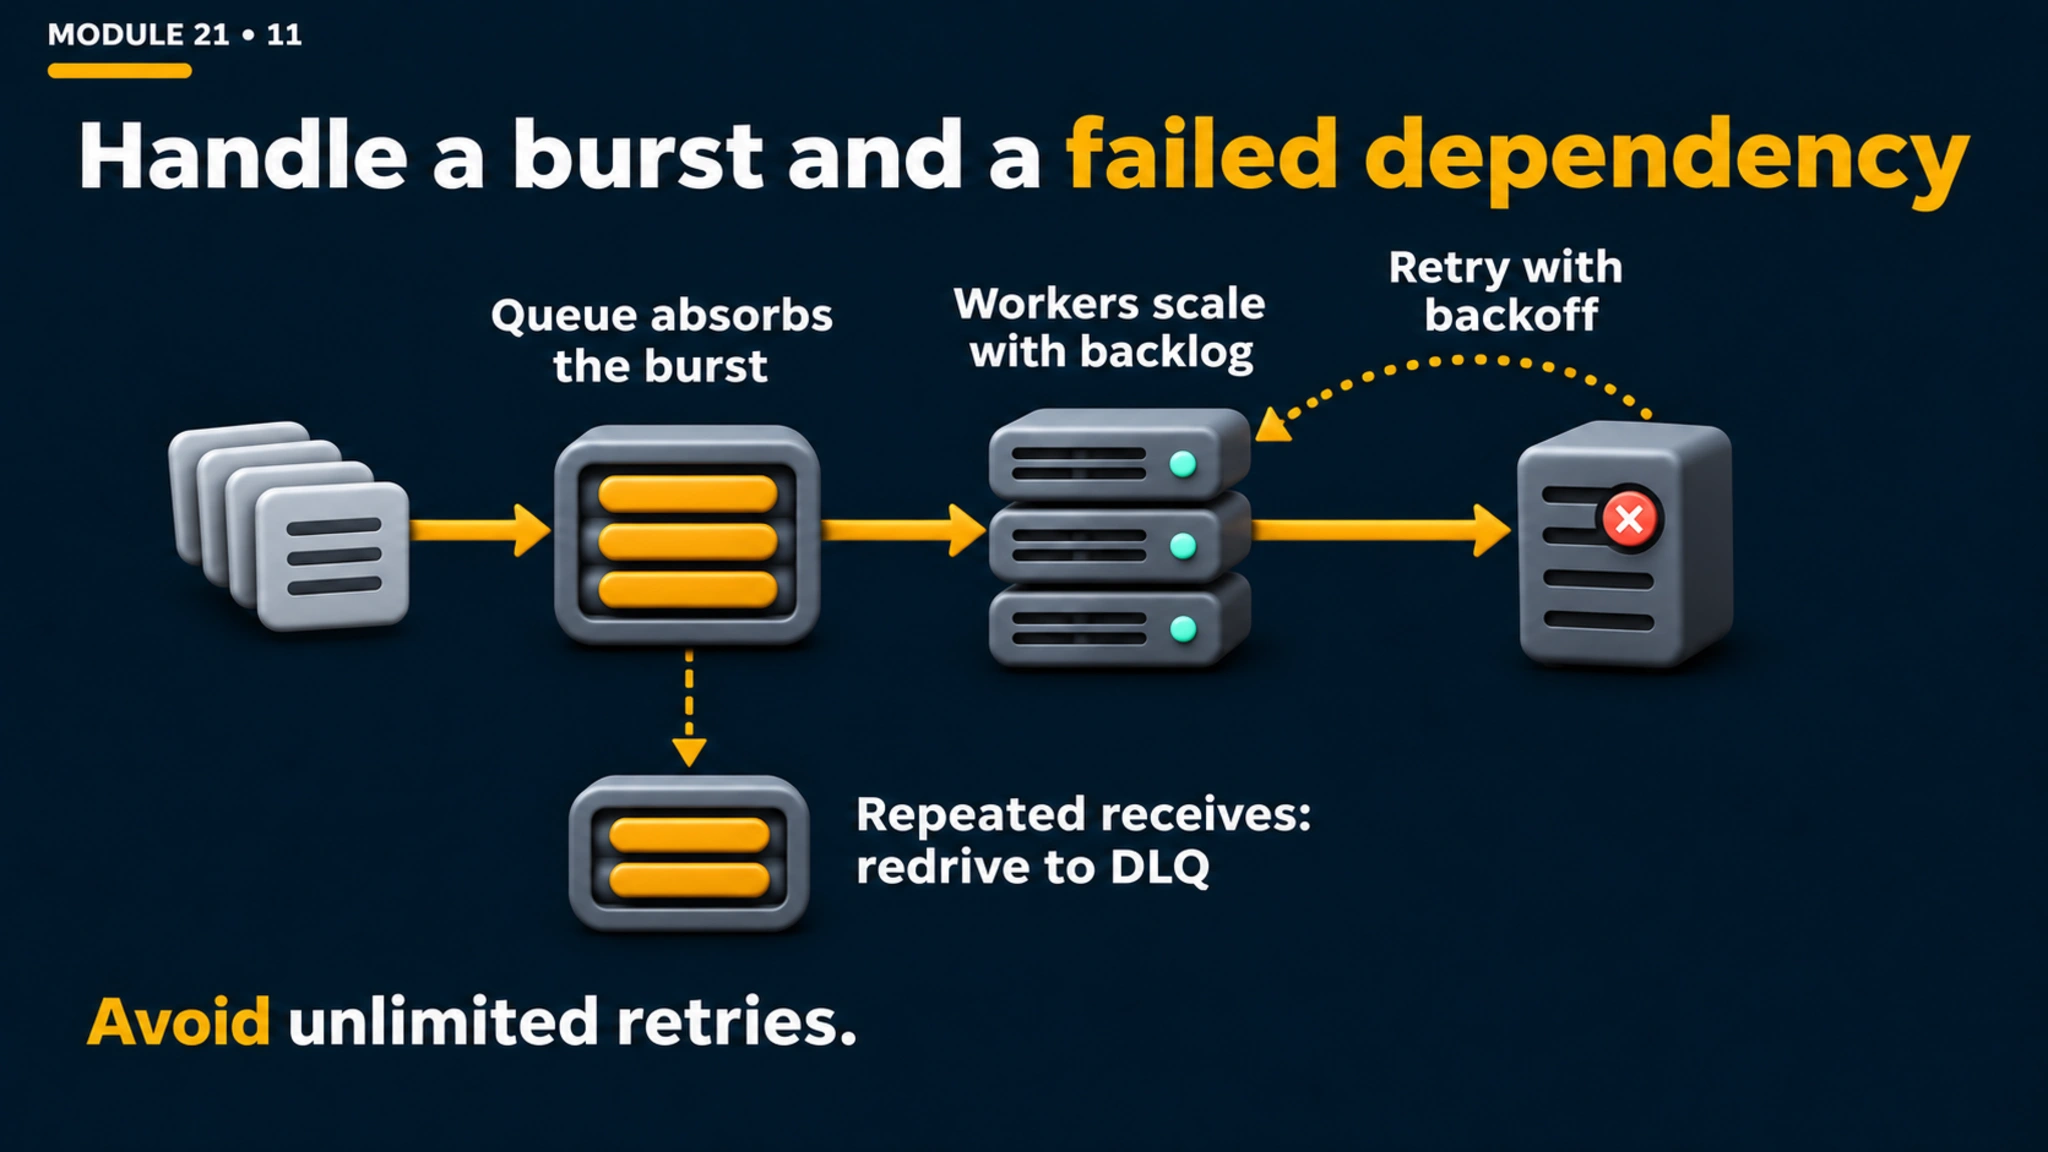 MODULE 21 • 11
Handle a burst and a failed dependency
Queue absorbs
the burst
Workers scale
with backlog
Retry with
backoff
Repeated receives:
redrive to DLQ
Avoid unlimited retries.